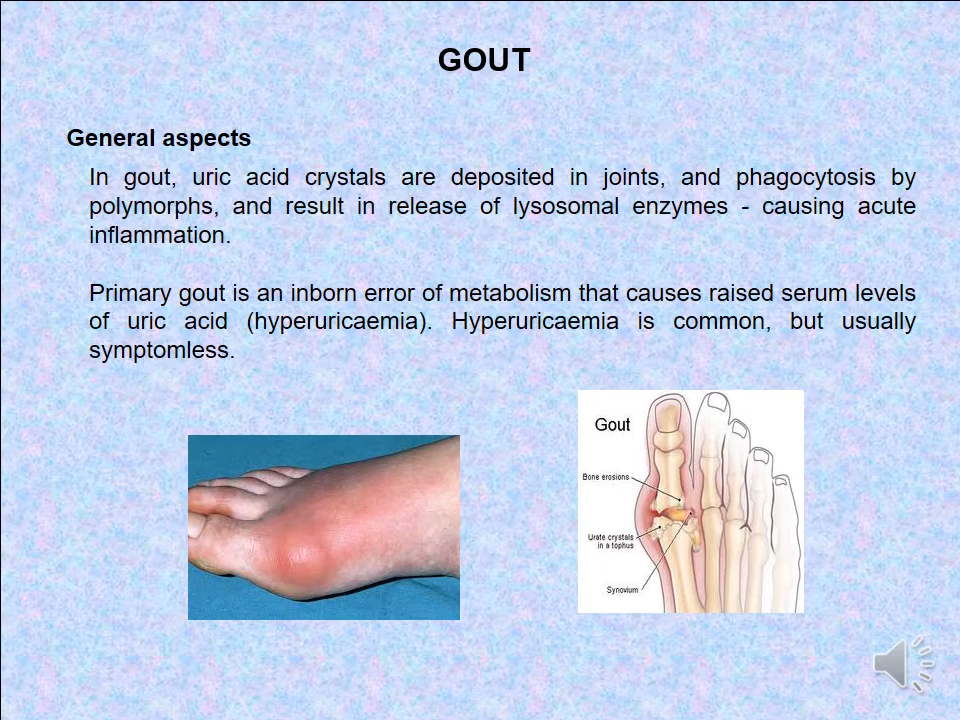 GOUT
General aspects
In gout, uric acid crystals are deposited in joints, and phagocytosis by
polymorphs, and result in release of lysosomal enzymes - causing acute
inflammation.
Primary gout is an inborn error of metabolism that causes raised serum levels
of uric acid (hyperuricaemia). Hyperuricaemia is common, but usually
symptomless.
Gout
Bone erosions
Urate crystals
in a tophus
Synovium